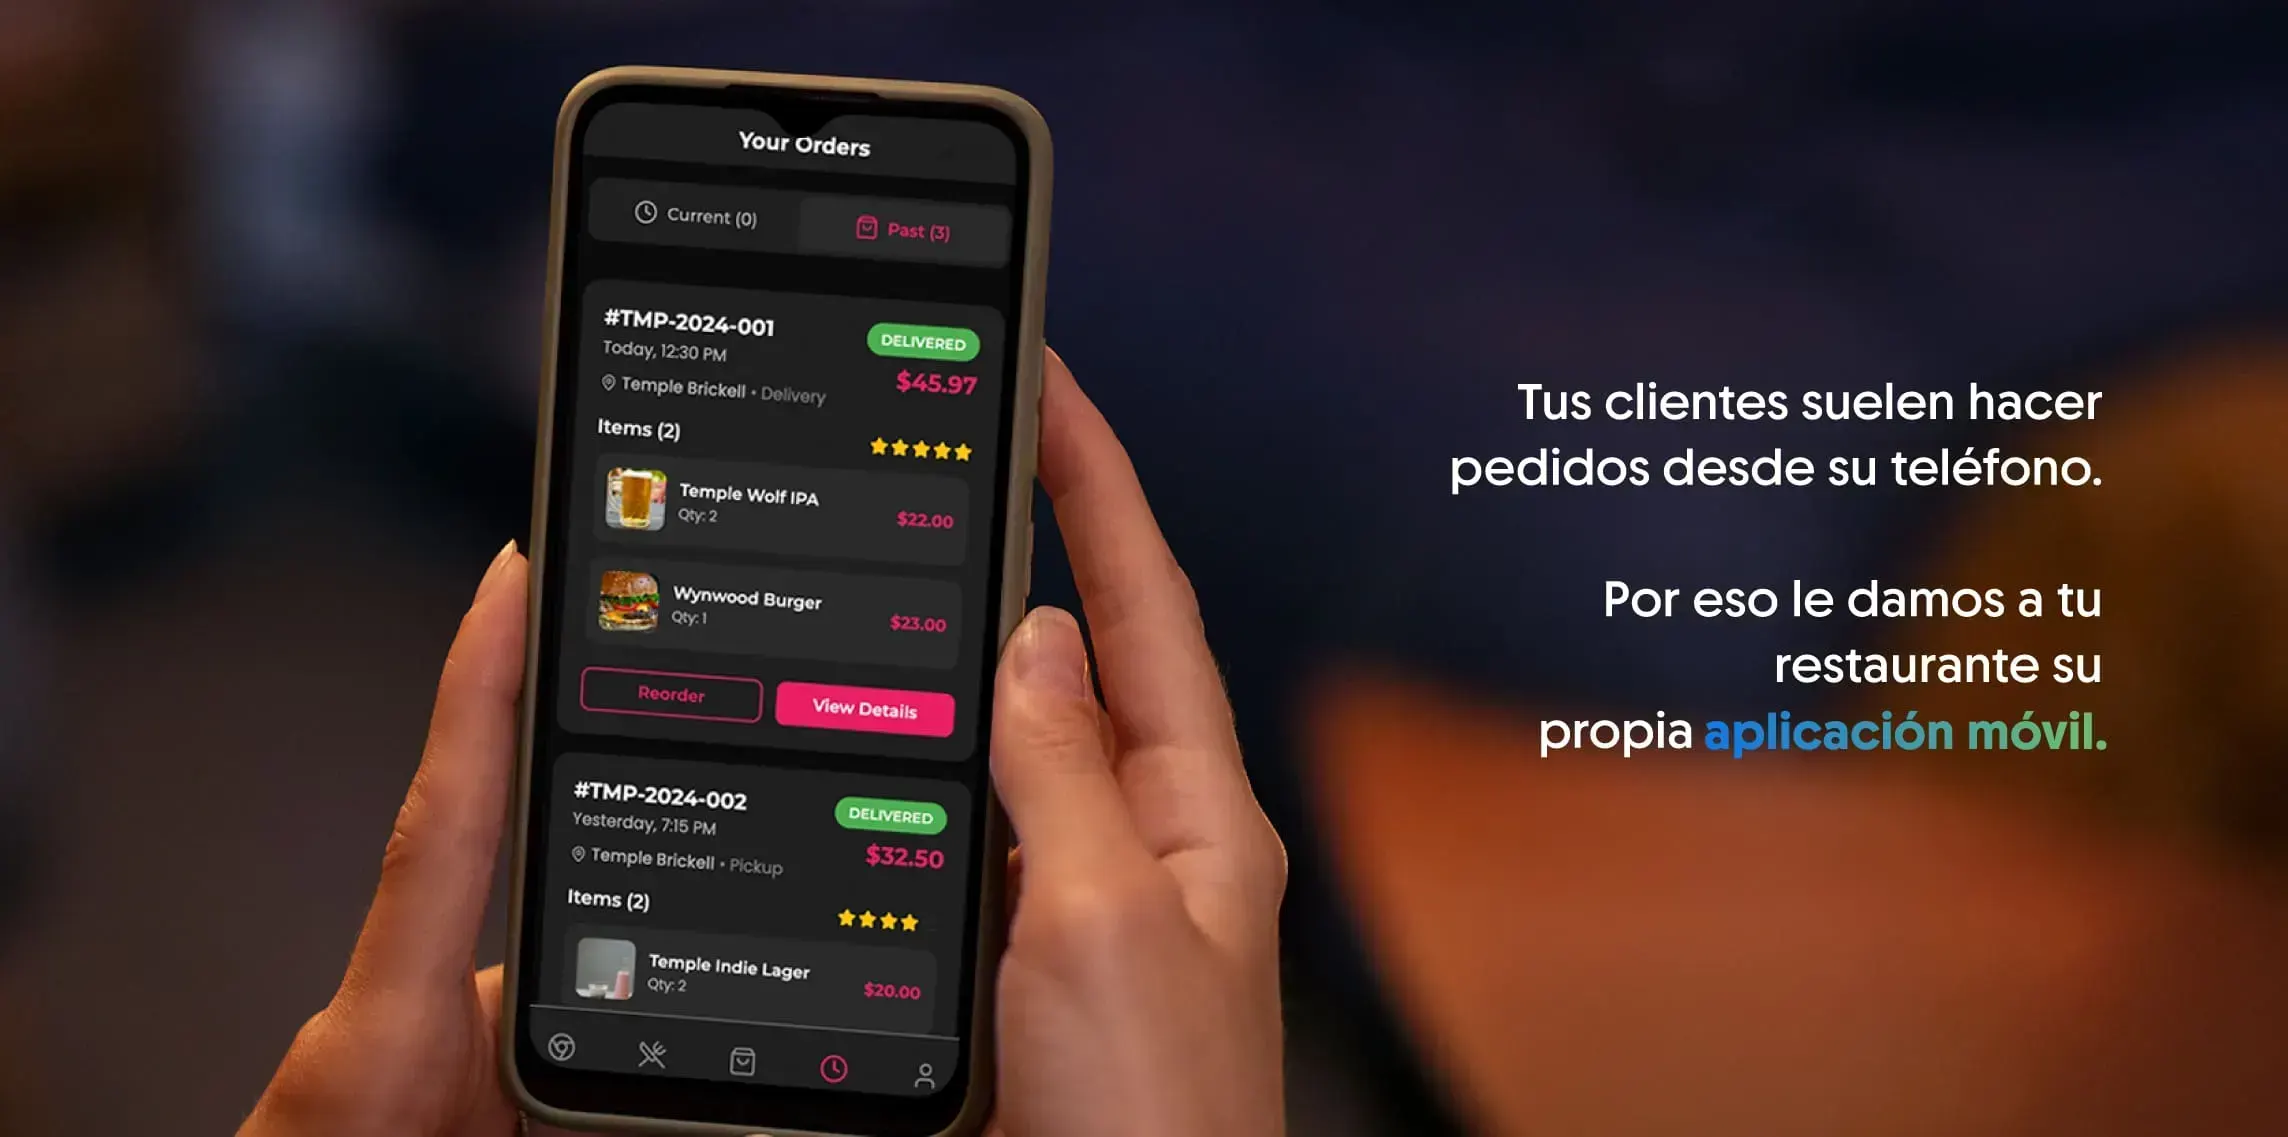 Your Orders
Current (0)
Past (3)
#TMP-2024-001
DELIVERED
Today, 12:30 PM
$45.97
Temple Brickell • Delivery
Items (2)
Temple Wolf IPA
Qty: 2
$22.00
Wynwood Burger
Qty: 1
$23.00
Reorder
View Details
#TMP-2024-002
DELIVERED
Yesterday, 7:15 PM
$32.50
Temple Brickell • Pickup
Items (2)
Temple Indie Lager
Qty: 2
$20.00
Tus clientes suelen hacer
pedidos desde su teléfono.
Por eso le damos a tu
restaurante su
propia aplicación móvil.